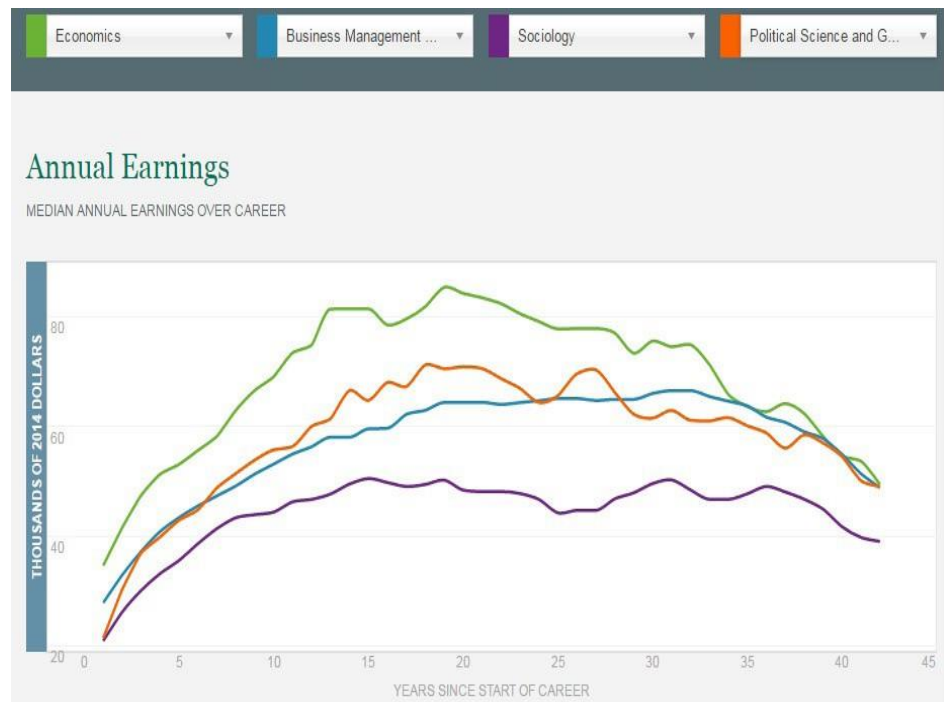 Economics
Business Management ...
Sociology
Political Science and G...
Annual Earnings
MEDIAN ANNUAL EARNINGS OVER CAREER
THOUSANDS OF 2014 DOLLARS
80
60
40
20
0 5 10 15 20 25 30 35 40 45
YEARS SINCE START OF CAREER